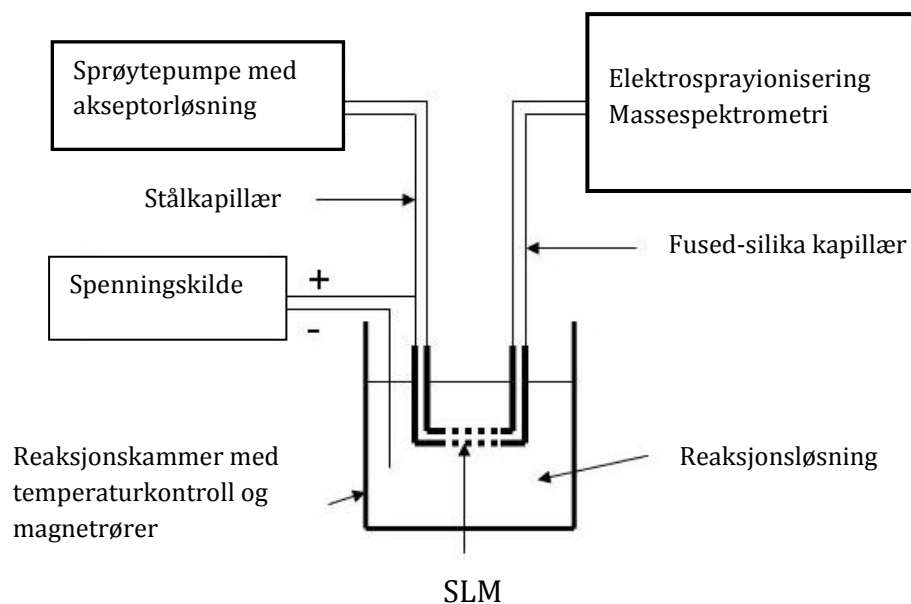 Sprøytepumpe med
akseptorløsning
Elektrosprayionisering
Massespektrometri
Stålkapillær
Fused-silika kapillær
Spenningskilde
+
-
Reaksjonskammer med
temperaturkontroll og
magnetrører
Reaksjonsløsning
SLM